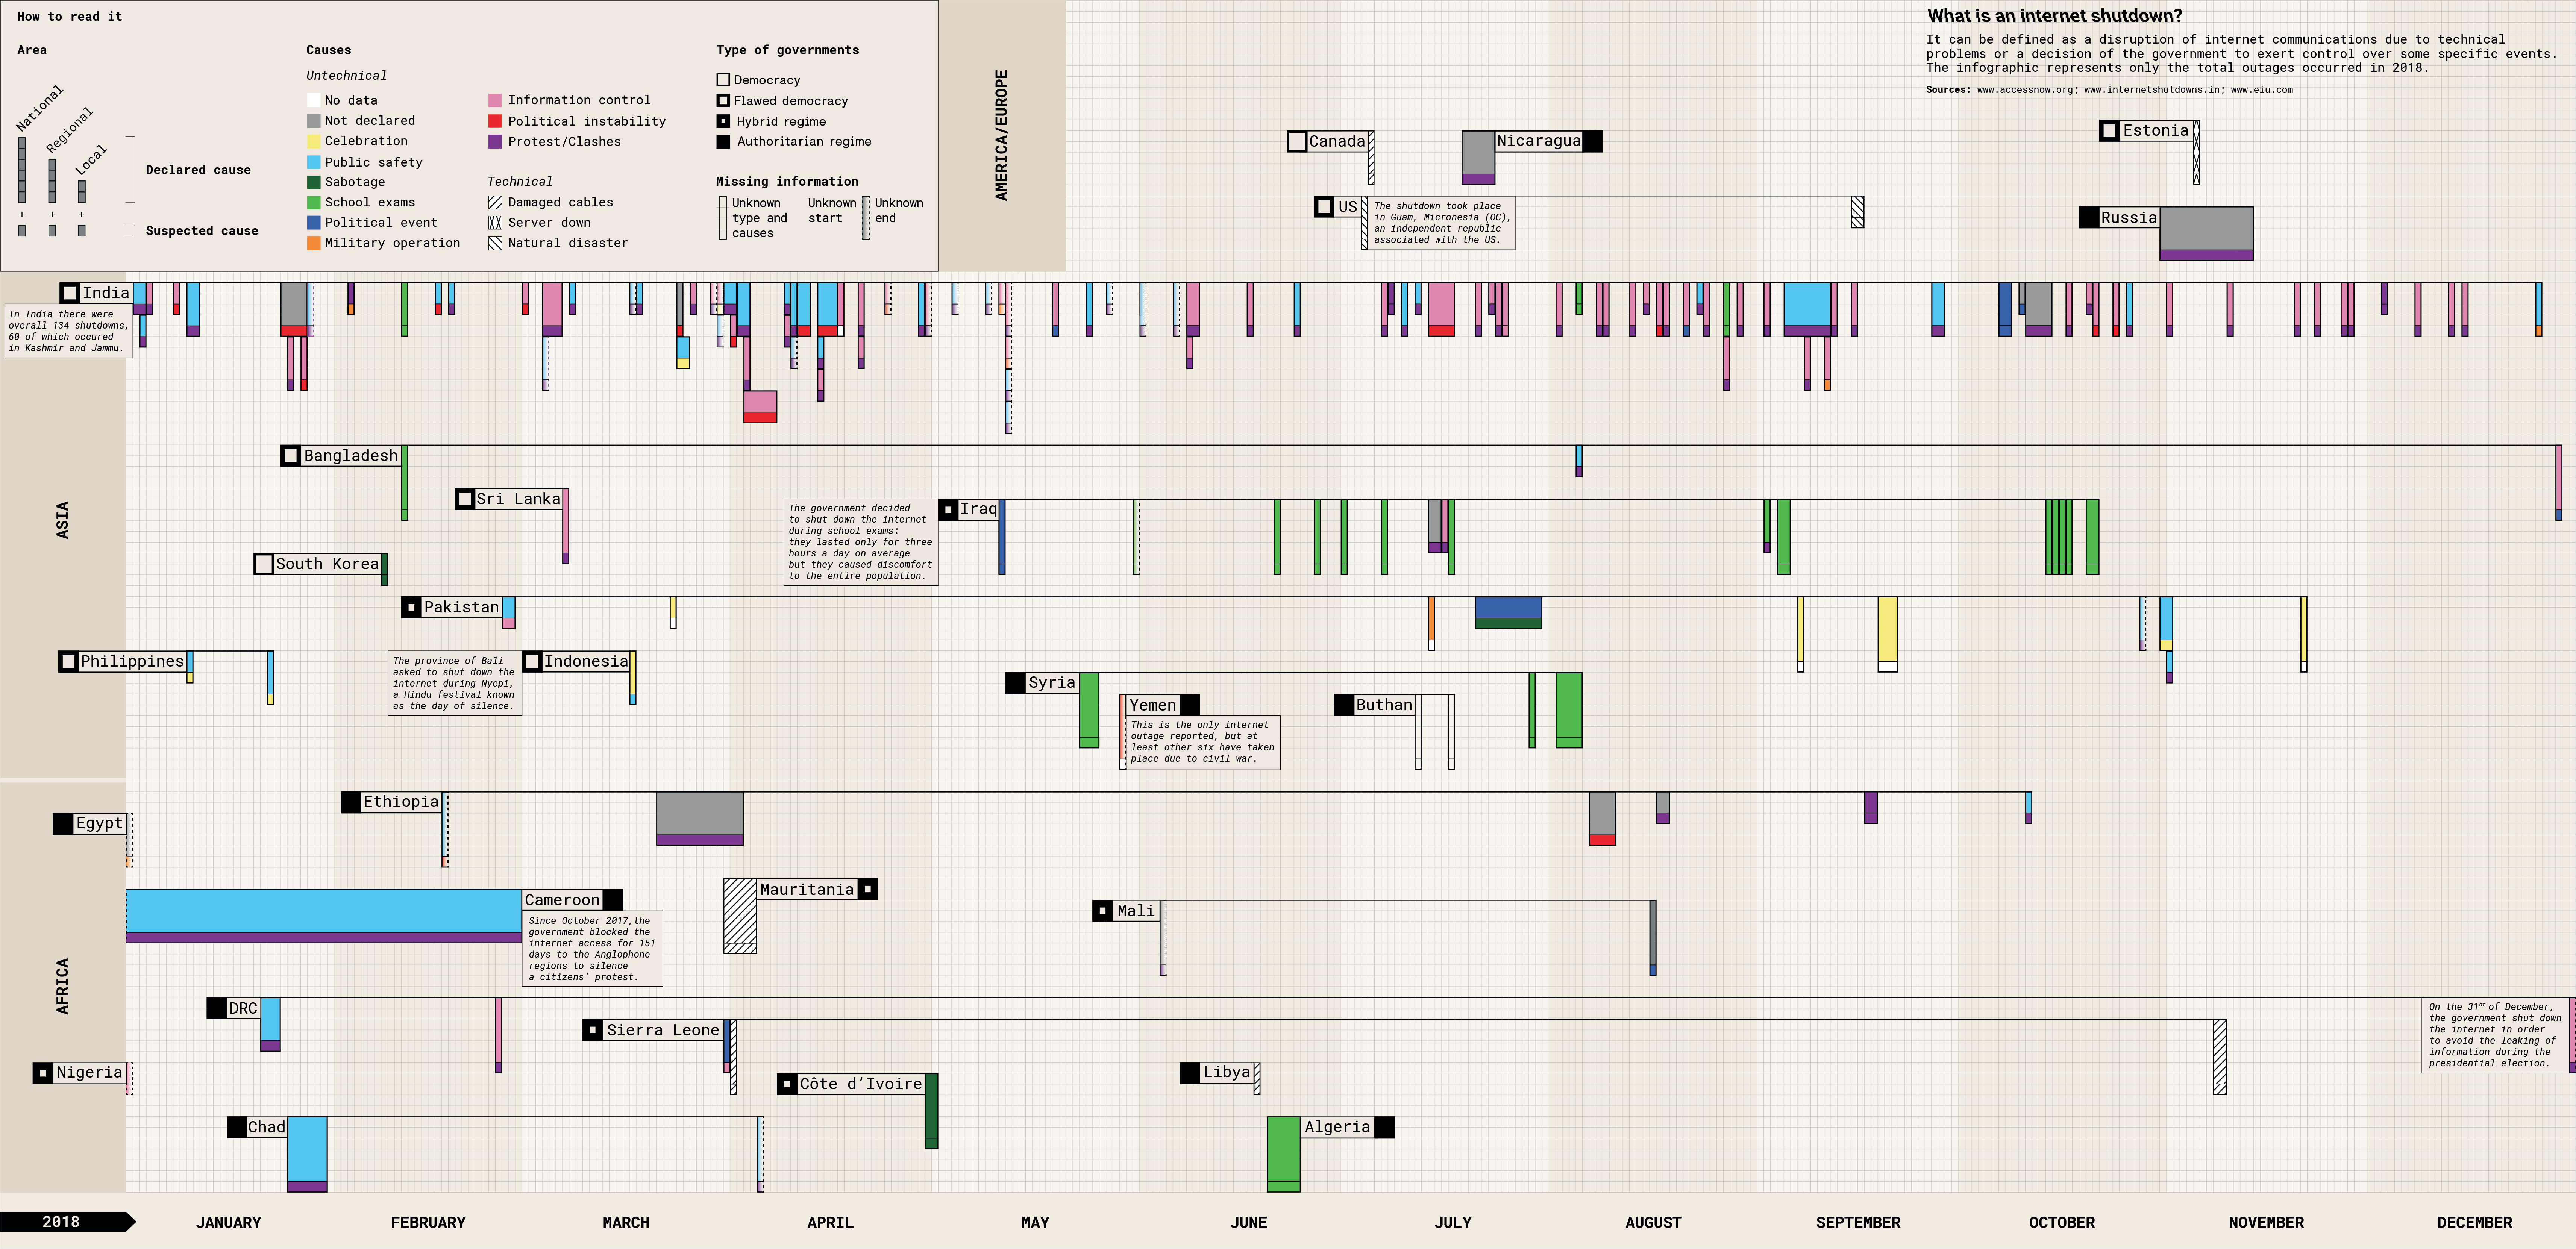 How to read it
Area
National
Regional
Local
Declared cause
+ + +
Suspected cause
Causes
Untechnical
No data
Not declared
Celebration
Public safety
Sabotage
School exams
Political event
Military operation
Information control
Political instability
Protest/Clashes
Technical
Damaged cables
Server down
Natural disaster
Type of governments
Democracy
Flawed democracy
Hybrid regime
Authoritarian regime
Missing information
Unknown
type and
causes
Unknown
start
Unknown
end
AMERICA/EUROPE
What is an internet shutdown?
It can be defined as a disruption of internet communications due to technical
problems or a decision of the government to exert control over some specific events.
The infographic represents only the total outages occurred in 2018.
Sources: www.accessnow.org; www.internetshutdowns.in; www.eiu.com
Canada
Nicaragua
Estonia
US
The shutdown took place
in Guam, Micronesia (OC),
an independent republic
associated with the US.
Russia
ASIA
India
In India there were
overall 134 shutdowns,
60 of which occured
in Kashmir and Jammu.
Bangladesh
Sri Lanka
The government decided
to shut down the internet
during school exams:
they lasted only for three
hours a day on average
but they caused discomfort
to the entire population.
Iraq
South Korea
Pakistan
Philippines
The province of Bali
asked to shut down the
internet during Nyepi,
a Hindu festival known
as the day of silence.
Indonesia
Syria
Yemen
This is the only internet
outage reported, but at
least other six have taken
place due to civil war.
Buthan
AFRICA
Ethiopia
Egypt
Cameroon
Since October 2017,the
government blocked the
internet access for 151
days to the Anglophone
regions to silence
a citizens' protest.
Mauritania
Mali
DRC
On the 31st of December,
the government shut down
the internet in order
to avoid the leaking of
information during the
presidential election.
Sierra Leone
Nigeria
Côte d'Ivoire
Libya
Chad
Algeria
2018
JANUARY
FEBRUARY
MARCH
APRIL
MAY
JUNE
JULY
AUGUST
SEPTEMBER
OCTOBER
NOVEMBER
DECEMBER